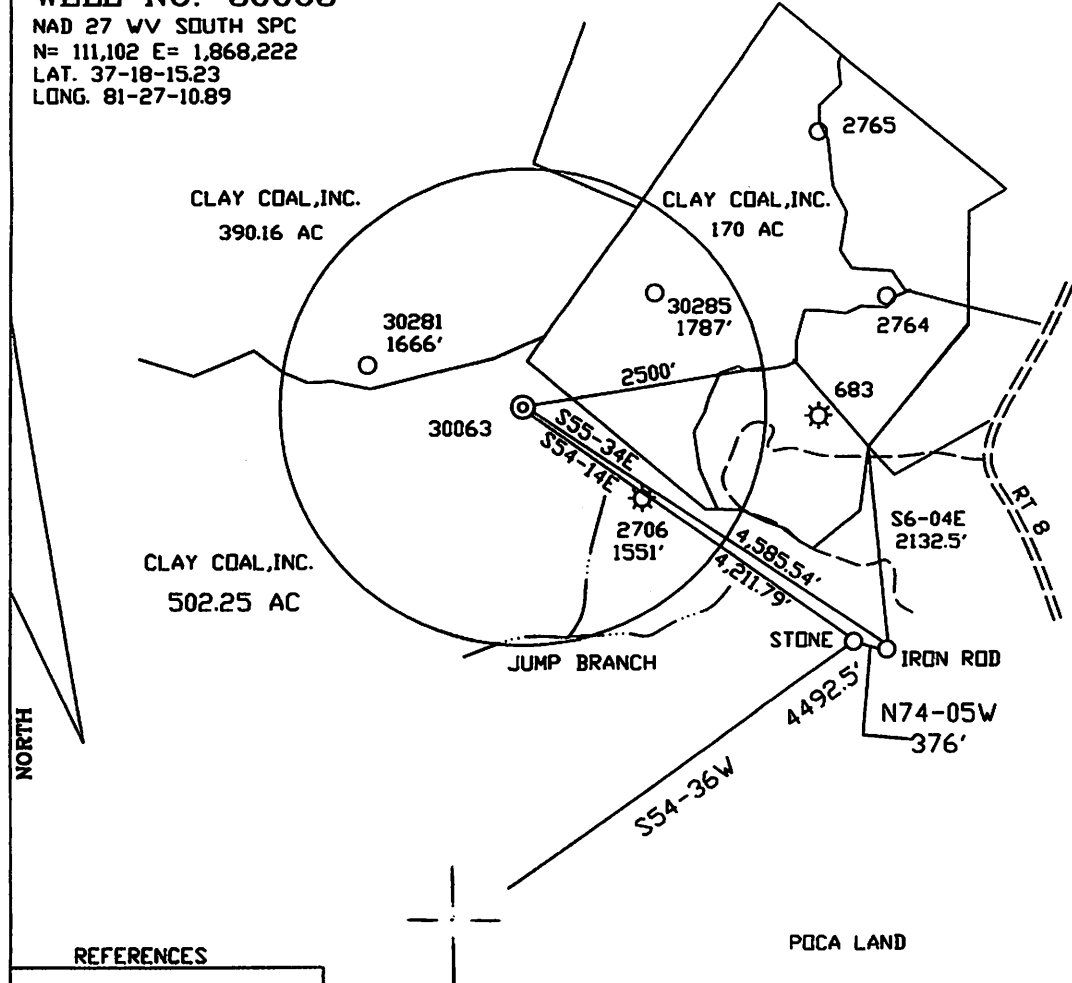 WELL NO. 30063
NAD 27 WV SOUTH SPC
N= 111,102 E= 1,868,222
LAT. 37-18-15.23
LONG. 81-27-10.89
2765
CLAY COAL,INC.
390.16 AC
CLAY COAL,INC.
170 AC
30281
1666'
30285
1787'
2764
2500'
683
30063
S55-34E
S54-14E
2706
1551'
RT 8
S6-04E
2132.5'
4,585.54'
4,211.79'
CLAY COAL,INC.
502.25 AC
STONE
IRON ROD
JUMP BRANCH
4492.5'
N74-05W
376'
NORTH
S54-36W
POCA LAND
REFERENCES